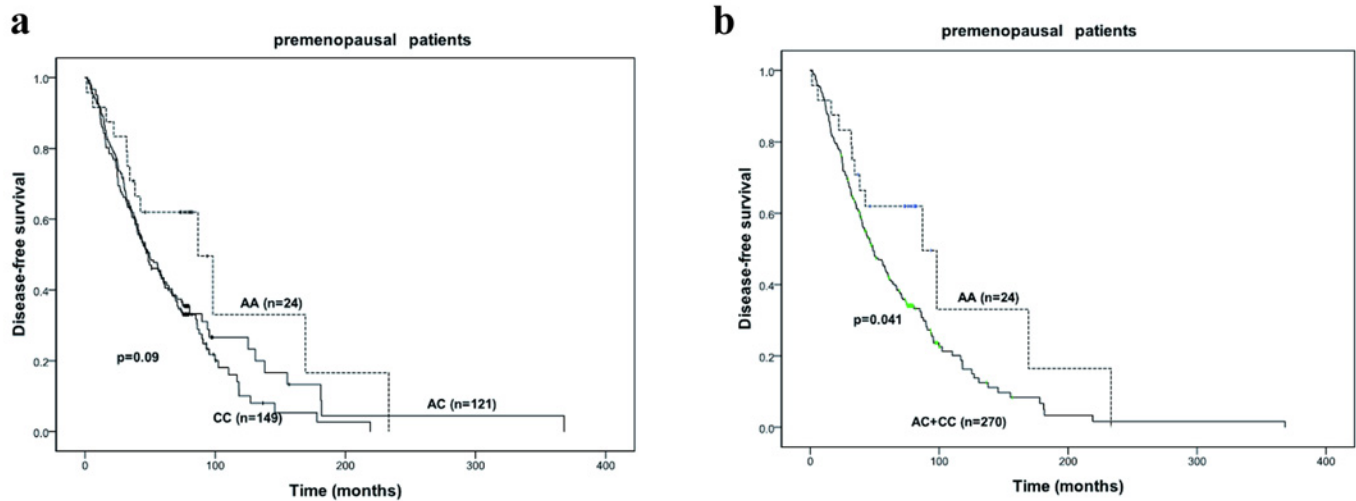 a
premenopausal patients
Disease-free survival
1.0
0.8
0.6
0.4
0.2
0.0
AA (n=24)
p=0.09
AC (n=121)
CC (n=149)
0
100
200
300
400
Time (months)
b
premenopausal patients
Disease-free survival
1.0
0.8
0.6
0.4
0.2
0.0
AA (n=24)
p=0.041
AC+CC (n=270)
0
100
200
300
400
Time (months)